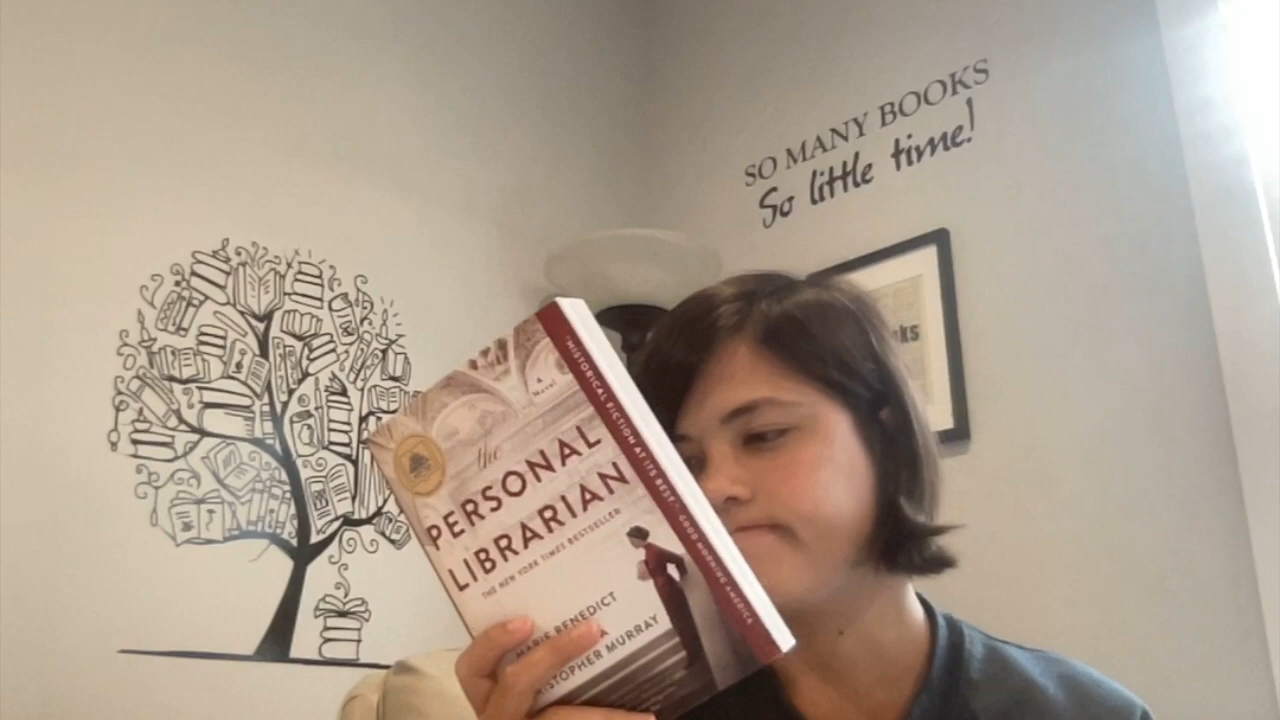 SO MANY BOOKS
So little time!
"HISTORICAL FICTION AT ITS BEST." GOOD MORNING AMERICA
A
Novel
the
PERSONAL
LIBRARIAN
THE NEW YORK TIMES BESTSELLER
MARIE BENEDICT
RISTOPHER MURRAY